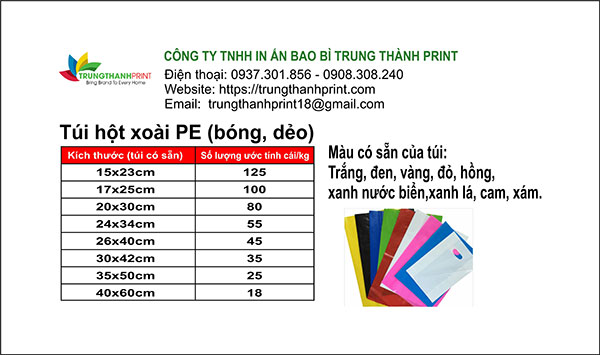 CÔNG TY TNHH IN ẤN BAO BÌ TRUNG THÀNH PRINT
TRUNGTHANHPRINT
Bring Brand To Every Home
Điện thoại: 0937.301.856 - 0908.308.240
Website: https://trungthanhprint.com
Email: trungthanhprint18@gmail.com
Túi hột xoài PE (bóng, dẻo)
Kích thước (túi có sẵn) Số lượng ước tính cái/kg
15x23cm 125
17x25cm 100
20x30cm 80
24x34cm 55
26x40cm 45
30x42cm 35
35x50cm 25
40x60cm 18
Màu có sẵn của túi:
Trắng, đen, vàng, đỏ, hồng,
xanh nước biển,xanh lá, cam, xám.